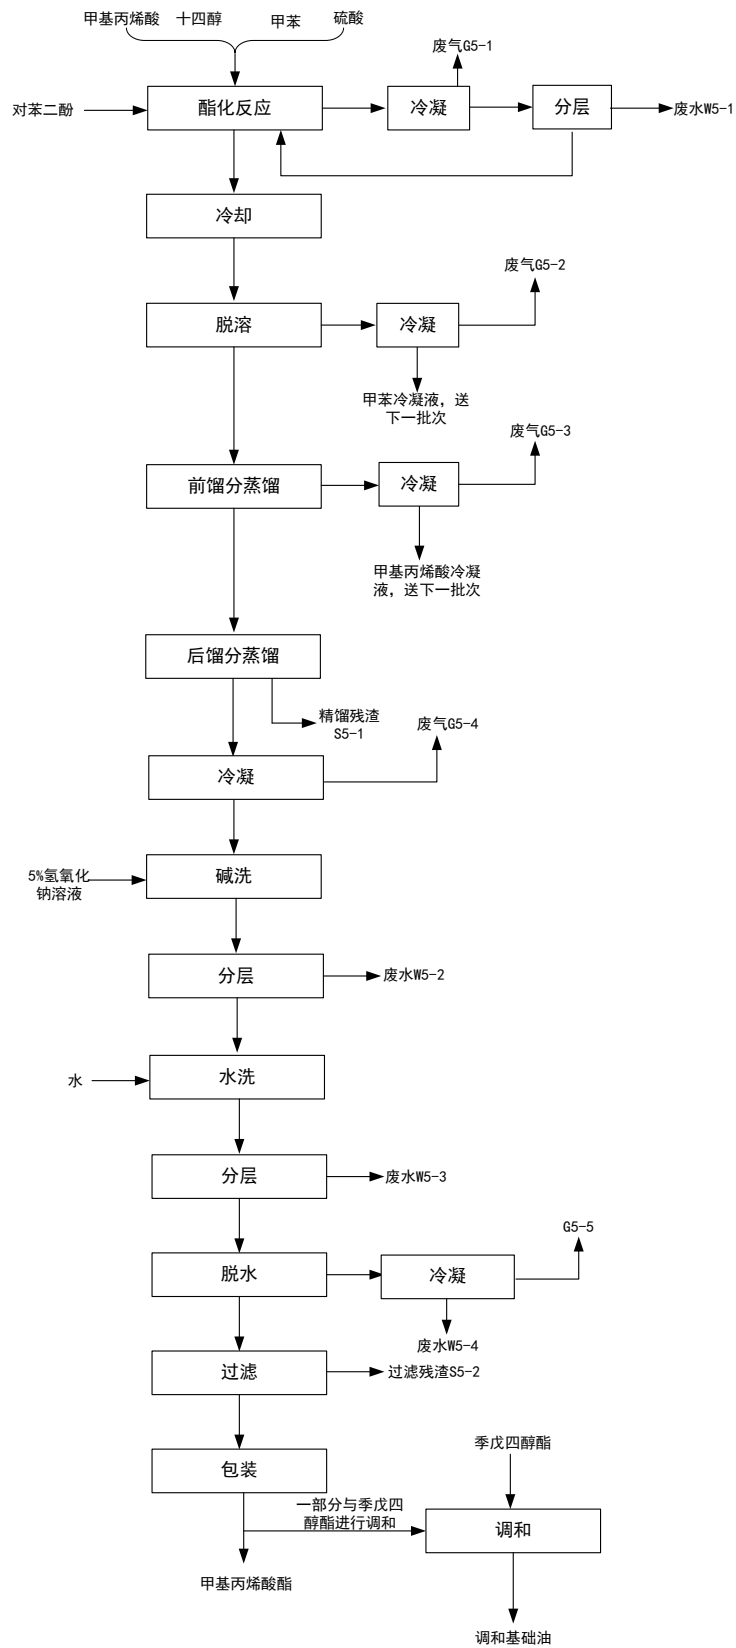 甲基丙烯酸
十四醇
甲苯
硫酸
废气G5-1
对苯二酚
酯化反应
冷凝
分层
废水W5-1
冷却
废气G5-2
脱溶
冷凝
甲苯冷凝液，送
下一批次
废气G5-3
前馏分蒸馏
冷凝
甲基丙烯酸冷凝
液，送下一批次
后馏分蒸馏
精馏残渣
S5-1
废气G5-4
冷凝
5%氢氧化
钠溶液
碱洗
分层
废水W5-2
水
水洗
分层
废水W5-3
G5-5
脱水
冷凝
废水W5-4
过滤
过滤残渣S5-2
季戊四醇酯
包装
一部分与季戊四
醇酯进行调和
调和
甲基丙烯酸酯
调和基础油